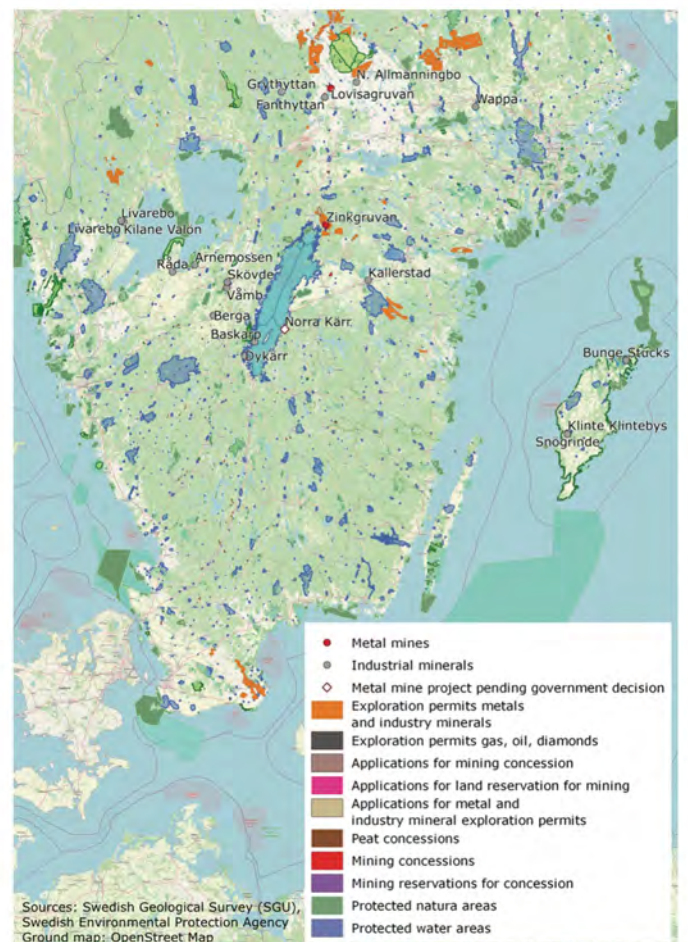 N. Allmanningbo
Grythyttan
Lovisagruvan
Fanthyttan
Wappa
Zinkgruvan
Livarebo
Livarebo Kilane Valon
Arnemossen
Råda
Skövde
Kallerstad
Våmb
Berga
Norra Kärr
Baskarp
Dykärr
Bunge Stucks
Klinte Klintebys
Snögrinde
Metal mines
Industrial minerals
Metal mine project pending government decision
Exploration permits metals
and industry minerals
Exploration permits gas, oil, diamonds
Applications for mining concession
Applications for land reservation for mining
Applications for metal and
industry mineral exploration permits
Peat concessions
Mining concessions
Mining reservations for concession
Protected natura areas
Protected water areas
Sources: Swedish Geological Survey (SGU),
Swedish Environmental Protection Agency
Ground map: OpenStreet Map